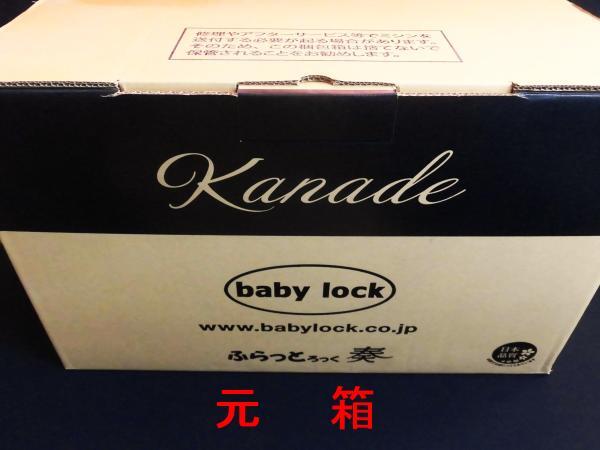 修理やアフターサービス等でミシンを
送付する必要が起る場合があります。
そのため、この梱包箱は捨てないで
保管されることをお勧めします。
Kanade
baby lock
www.babylock.co.jp
ふらっとろっく 奏
日本
品質
元 箱